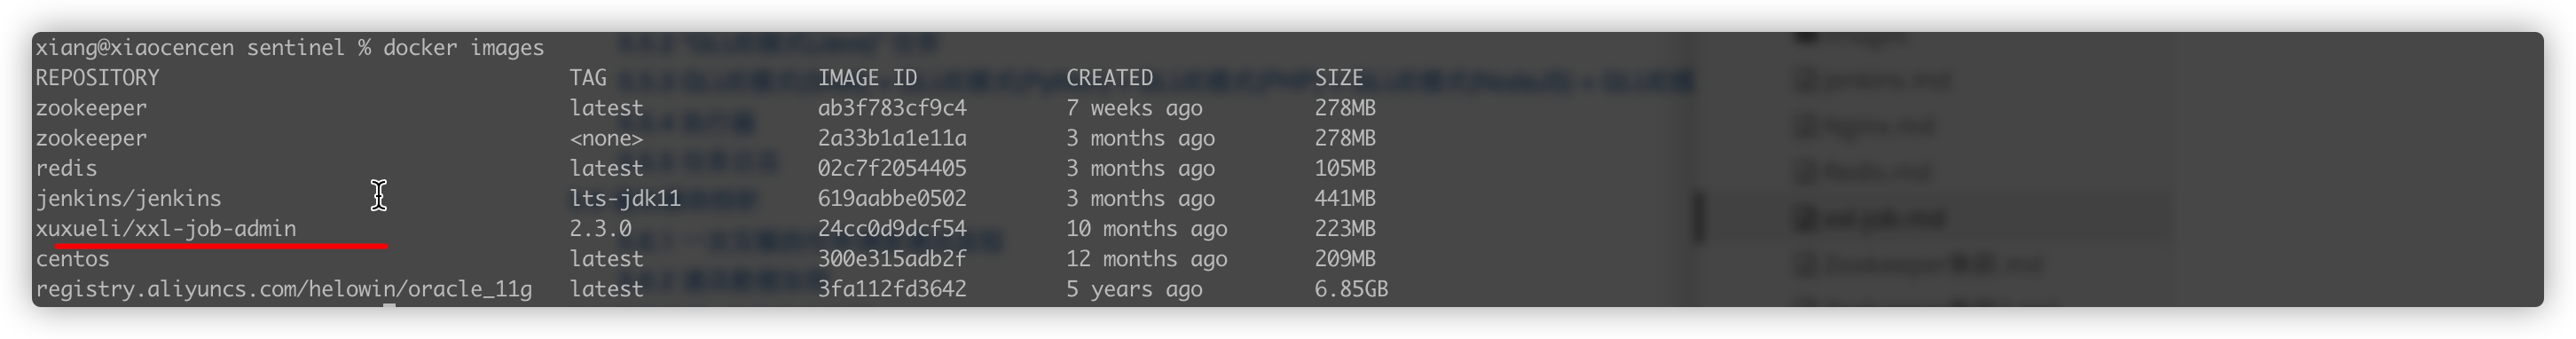 xiang@xiaocencen sentinel % docker images
REPOSITORY TAG IMAGE ID CREATED SIZE
zookeeper latest ab3f783cf9c4 7 weeks ago 278MB
zookeeper <none> 2a33b1a1e11a 3 months ago 278MB
redis latest 02c7f2054405 3 months ago 105MB
jenkins/jenkins lts-jdk11 619aabbe0502 3 months ago 441MB
xuxueli/xxl-job-admin 2.3.0 24cc0d9dcf54 10 months ago 223MB
centos latest 300e315adb2f 12 months ago 209MB
registry.aliyuncs.com/helowin/oracle_11g latest 3fa112fd3642 5 years ago 6.85GB